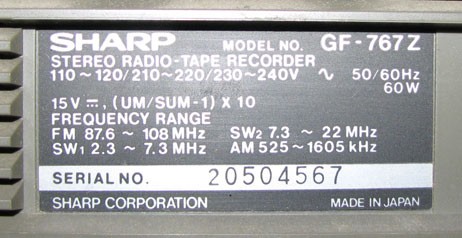 SHARP MODEL NO. GF-767Z
STEREO RADIO-TAPE RECORDER
110~120/210~220/230~240V ∿ 50/60Hz
60W
15V ⎓, (UM/SUM-1) X 10
FREQUENCY RANGE
FM 87.6 ~ 108 MHz SW2 7.3 ~ 22 MHz
SW1 2.3 ~ 7.3 MHz AM 525~1605 kHz
SERIAL NO. 20504567
SHARP CORPORATION MADE IN JAPAN